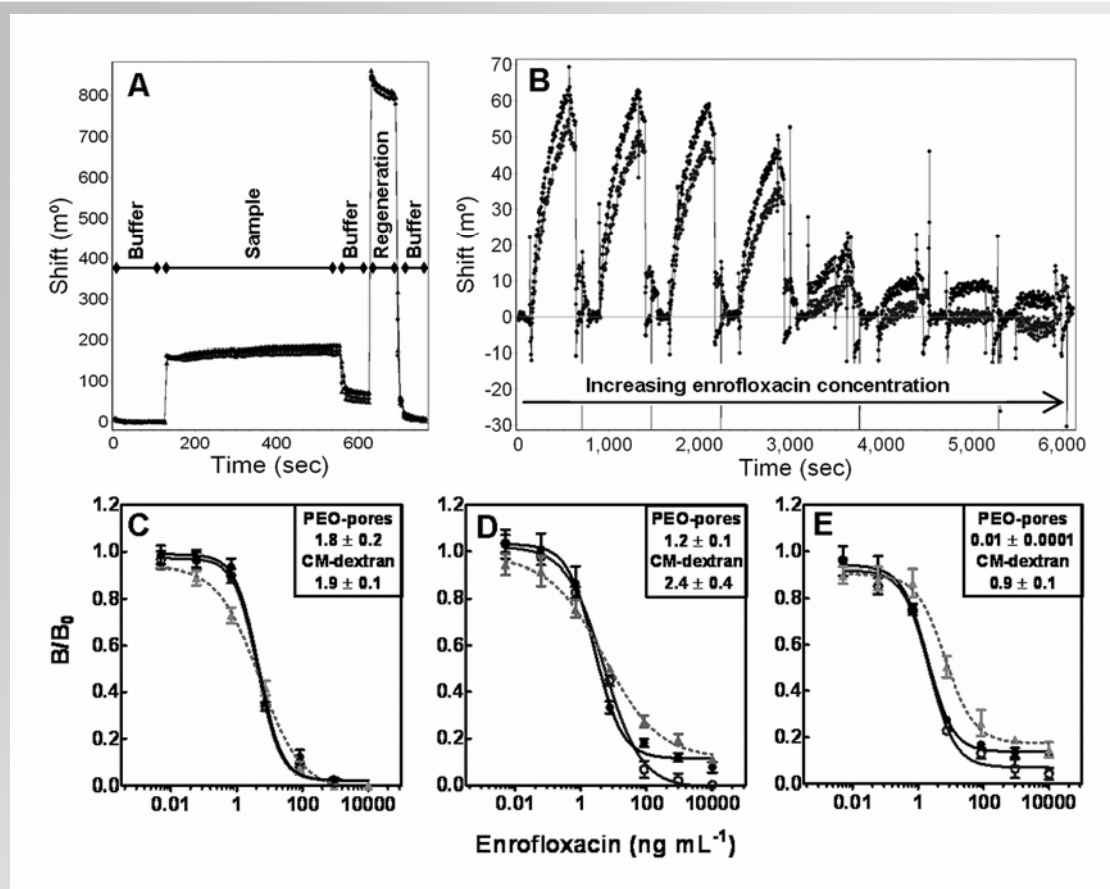 A
800
700
600
500
400
300
200
100
0
Shift (mº)
Buffer
Sample
Buffer
Regeneration
Buffer
0
200
400
600
Time (sec)
B
70
60
50
40
30
20
10
0
-10
-20
-30
Shift (mº)
Increasing enrofloxacin concentration
0
1,000
2,000
3,000
4,000
5,000
6,000
Time (sec)
C
1.2
1.0
0.8
0.6
0.4
0.2
0.0
B/B0
PEO-pores
1.8 ± 0.2
CM-dextran
1.9 ± 0.1
0.01
1
100
10000
D
1.2
1.0
0.8
0.6
0.4
0.2
0.0
PEO-pores
1.2 ± 0.1
CM-dextran
2.4 ± 0.4
0.01
1
100
10000
E
1.2
1.0
0.8
0.6
0.4
0.2
0.0
PEO-pores
0.01 ± 0.0001
CM-dextran
0.9 ± 0.1
0.01
1
100
10000
Enrofloxacin (ng mL-1)